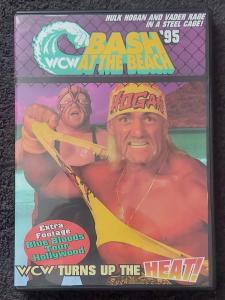 HULK HOGAN AND VADER RAGE
IN A STEEL CAGE!
WCW
BASH
AT THE BEACH
'95
HOGAN
Extra
Footage
Blue Bloods
Tour
Hollywood
WCW TURNS UP THE HEAT!